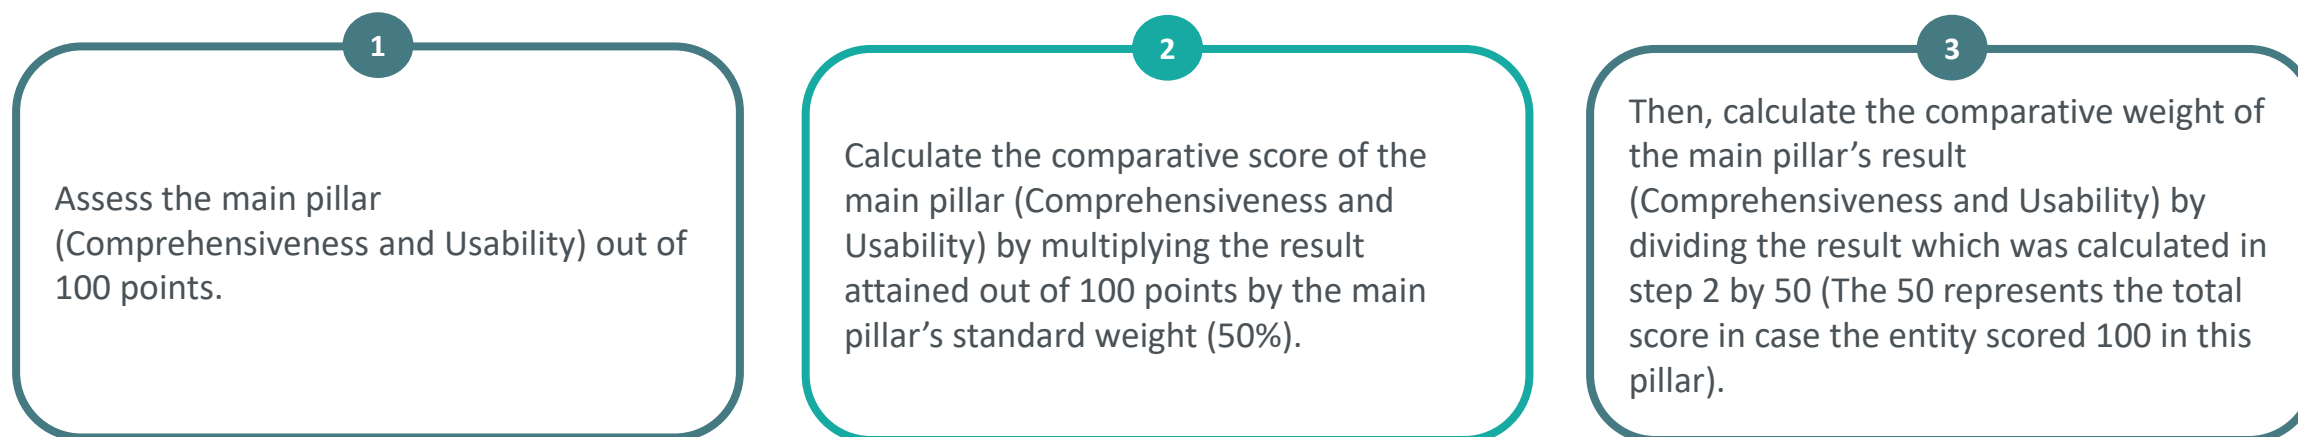 1
Assess the main pillar
(Comprehensiveness and Usability) out of
100 points.
2
Calculate the comparative score of the
main pillar (Comprehensiveness and
Usability) by multiplying the result
attained out of 100 points by the main
pillar’s standard weight (50%).
3
Then, calculate the comparative weight of
the main pillar’s result
(Comprehensiveness and Usability) by
dividing the result which was calculated in
step 2 by 50 (The 50 represents the total
score in case the entity scored 100 in this
pillar).